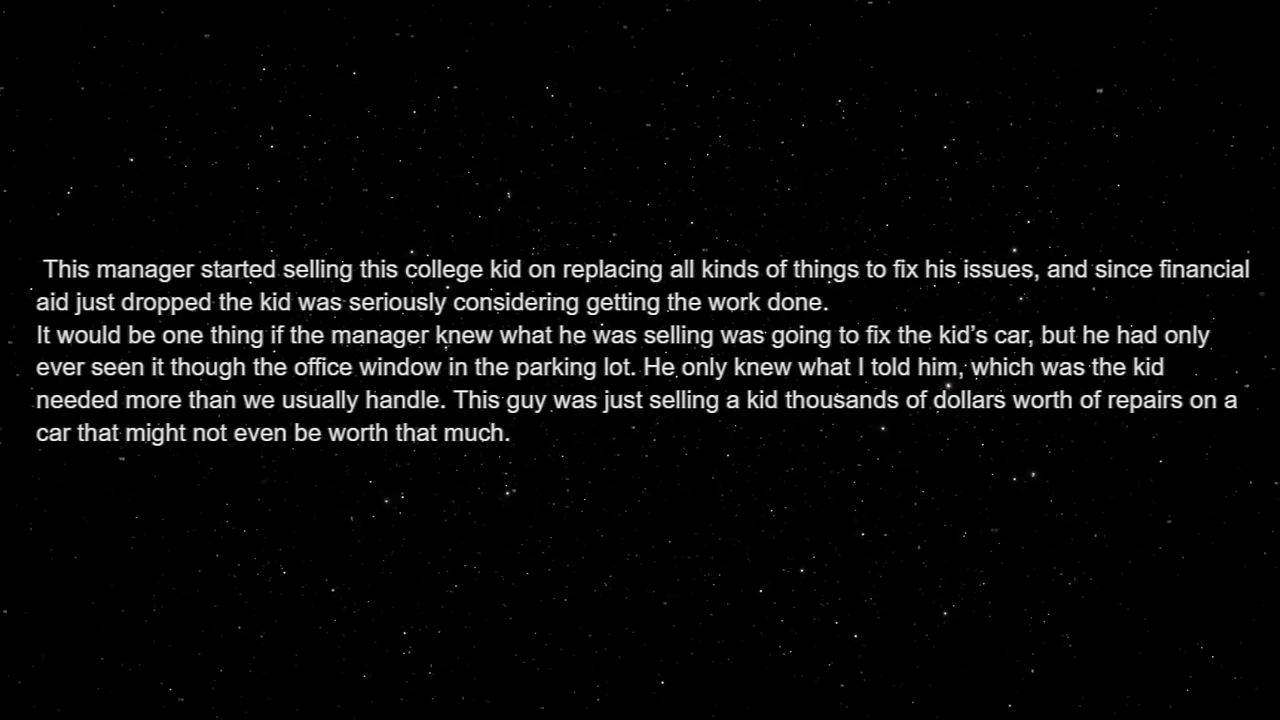 This manager started selling this college kid on replacing all kinds of things to fix his issues, and since financial
aid just dropped the kid was seriously considering getting the work done.
It would be one thing if the manager knew what he was selling was going to fix the kid’s car, but he had only
ever seen it though the office window in the parking lot. He only knew what I told him, which was the kid
needed more than we usually handle. This guy was just selling a kid thousands of dollars worth of repairs on a
car that might not even be worth that much.